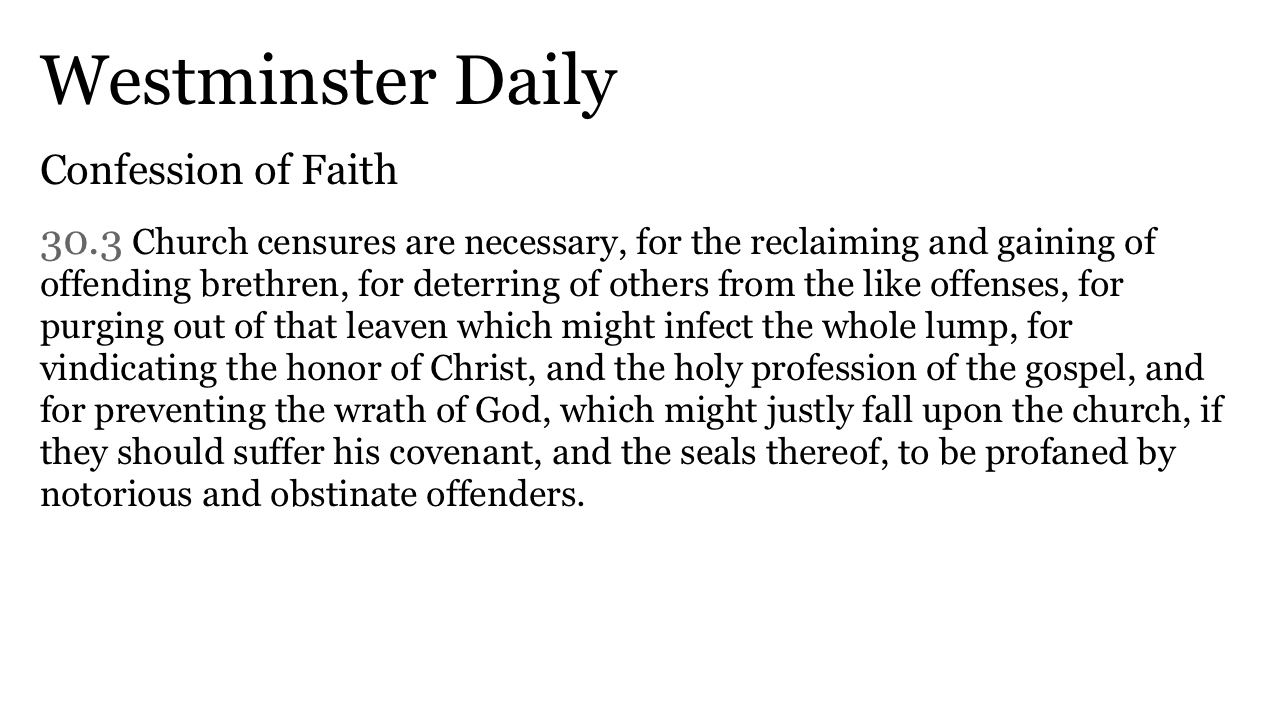 Westminster Daily
Confession of Faith
30.3 Church censures are necessary, for the reclaiming and gaining of
offending brethren, for deterring of others from the like offenses, for
purging out of that leaven which might infect the whole lump, for
vindicating the honor of Christ, and the holy profession of the gospel, and
for preventing the wrath of God, which might justly fall upon the church, if
they should suffer his covenant, and the seals thereof, to be profaned by
notorious and obstinate offenders.